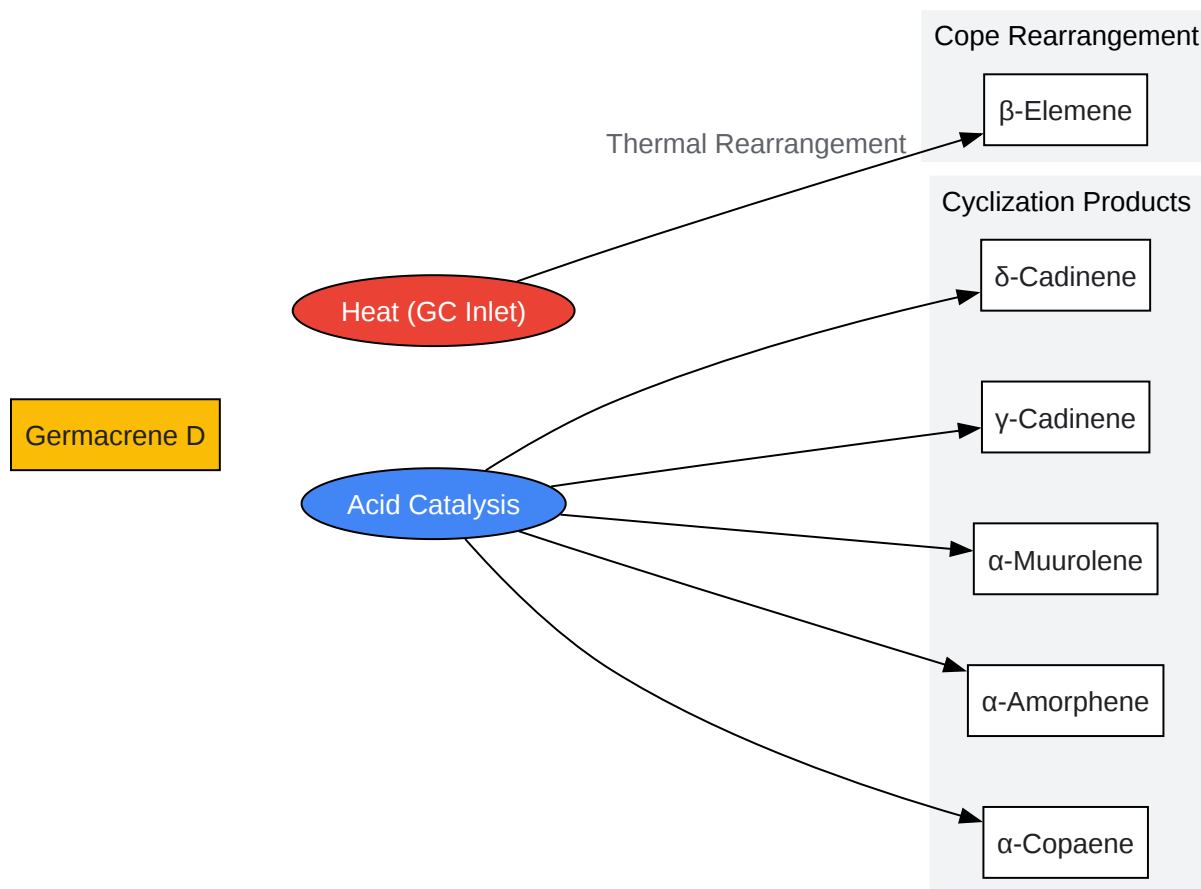 Cope Rearrangement
β-Elemene
Thermal Rearrangement
Cyclization Products
δ-Cadinene
Heat (GC Inlet)
γ-Cadinene
Germacrene D
Acid Catalysis
α-Muurolene
α-Amorphene
α-Copaene